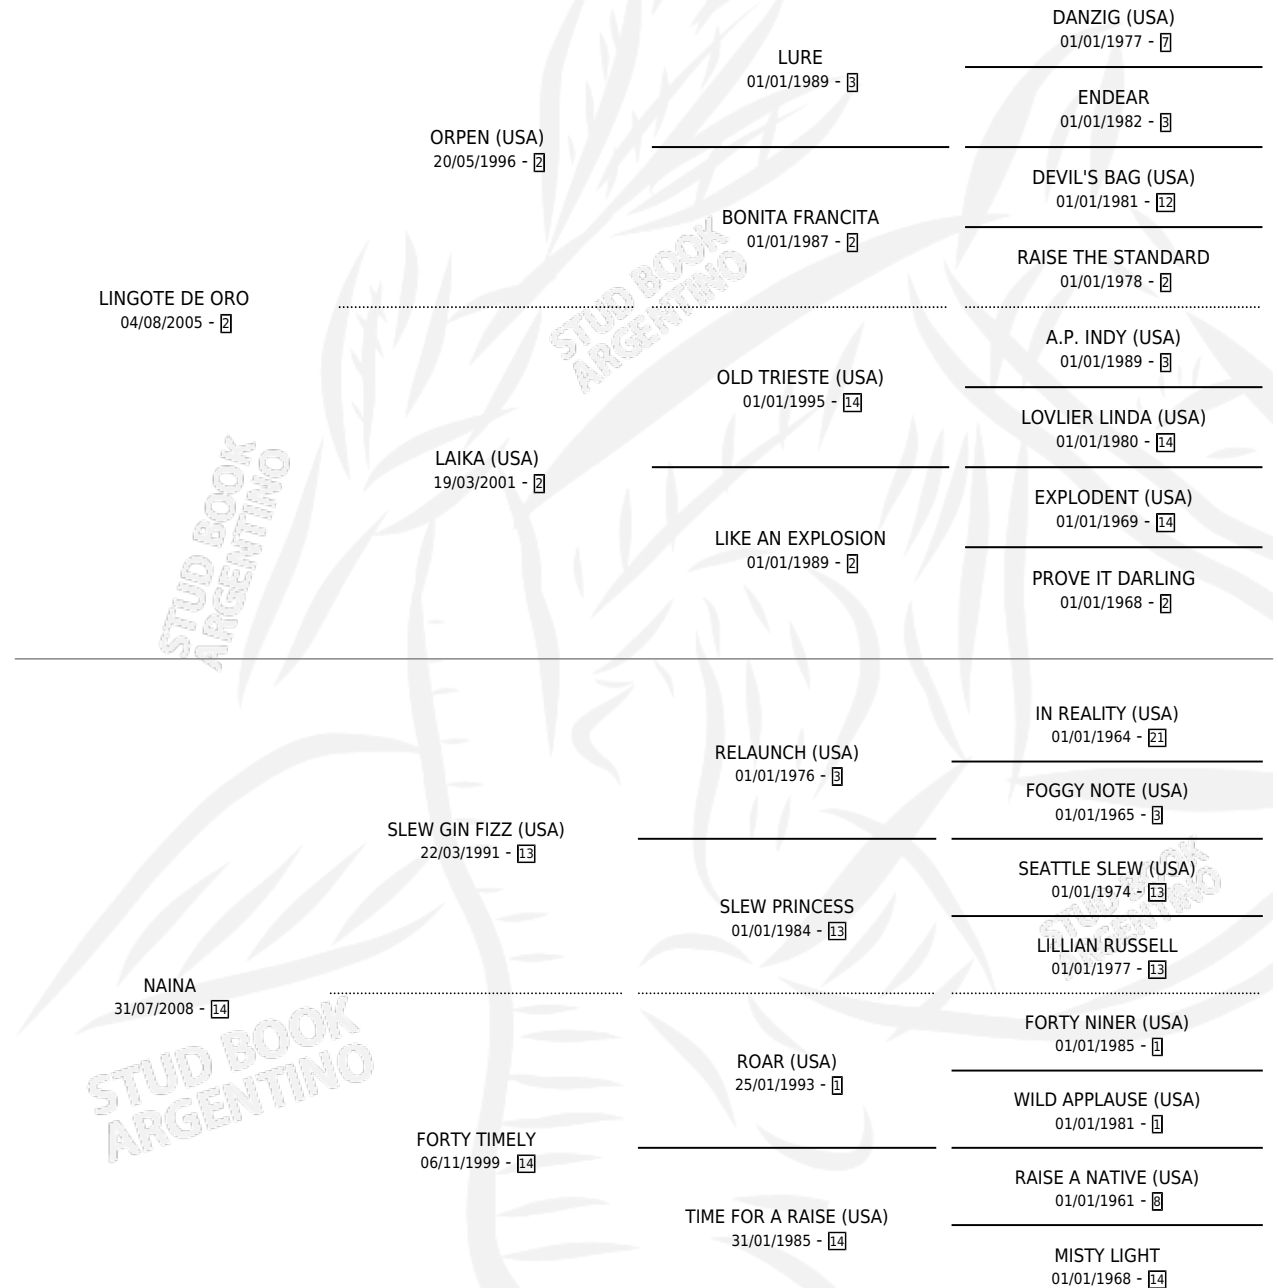 DANZIG (USA)
01/01/1977 - 7
LURE
01/01/1989 - 3
ENDEAR
01/01/1982 - 3
ORPEN (USA)
20/05/1996 - 2
DEVIL'S BAG (USA)
01/01/1981 - 12
BONITA FRANCITA
01/01/1987 - 2
RAISE THE STANDARD
01/01/1978 - 2
LINGOTE DE ORO
04/08/2005 - 2
STUD BOOK
ARGENTINO
A.P. INDY (USA)
01/01/1989 - 3
OLD TRIESTE (USA)
01/01/1995 - 14
LOVLIER LINDA (USA)
01/01/1980 - 14
LAIKA (USA)
19/03/2001 - 2
EXPLODENT (USA)
01/01/1969 - 14
LIKE AN EXPLOSION
01/01/1989 - 2
PROVE IT DARLING
01/01/1968 - 2
STUD BOOK
ARGENTINO
IN REALITY (USA)
01/01/1964 - 21
RELAUNCH (USA)
01/01/1976 - 3
FOGGY NOTE (USA)
01/01/1965 - 3
SLEW GIN FIZZ (USA)
22/03/1991 - 13
SEATTLE SLEW (USA)
01/01/1974 - 13
SLEW PRINCESS
01/01/1984 - 13
STUD BOOK
ARGENTINO
LILLIAN RUSSELL
01/01/1977 - 13
NAINA
31/07/2008 - 14
FORTY NINER (USA)
01/01/1985 - 1
ROAR (USA)
25/01/1993 - 1
STUD BOOK
ARGENTINO
WILD APPLAUSE (USA)
01/01/1981 - 1
FORTY TIMELY
06/11/1999 - 14
RAISE A NATIVE (USA)
01/01/1961 - 8
TIME FOR A RAISE (USA)
31/01/1985 - 14
MISTY LIGHT
01/01/1968 - 14